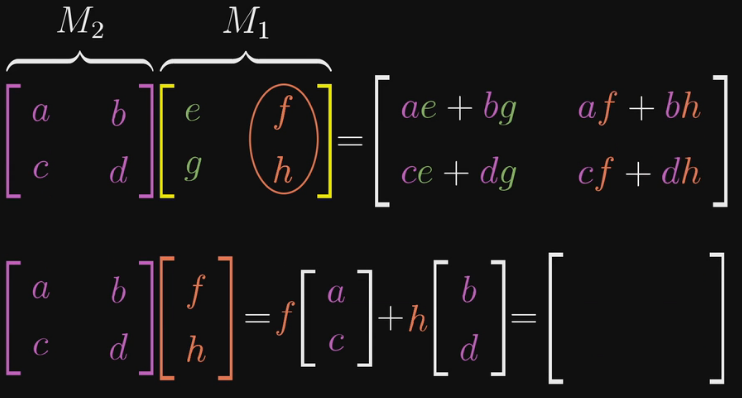 M₂ M₁
[a b; c d] [e f; g h] = [ae + bg af + bh; ce + dg cf + dh]
[a b; c d] [f; h] = f [a; c] + h [b; d] = [ ]